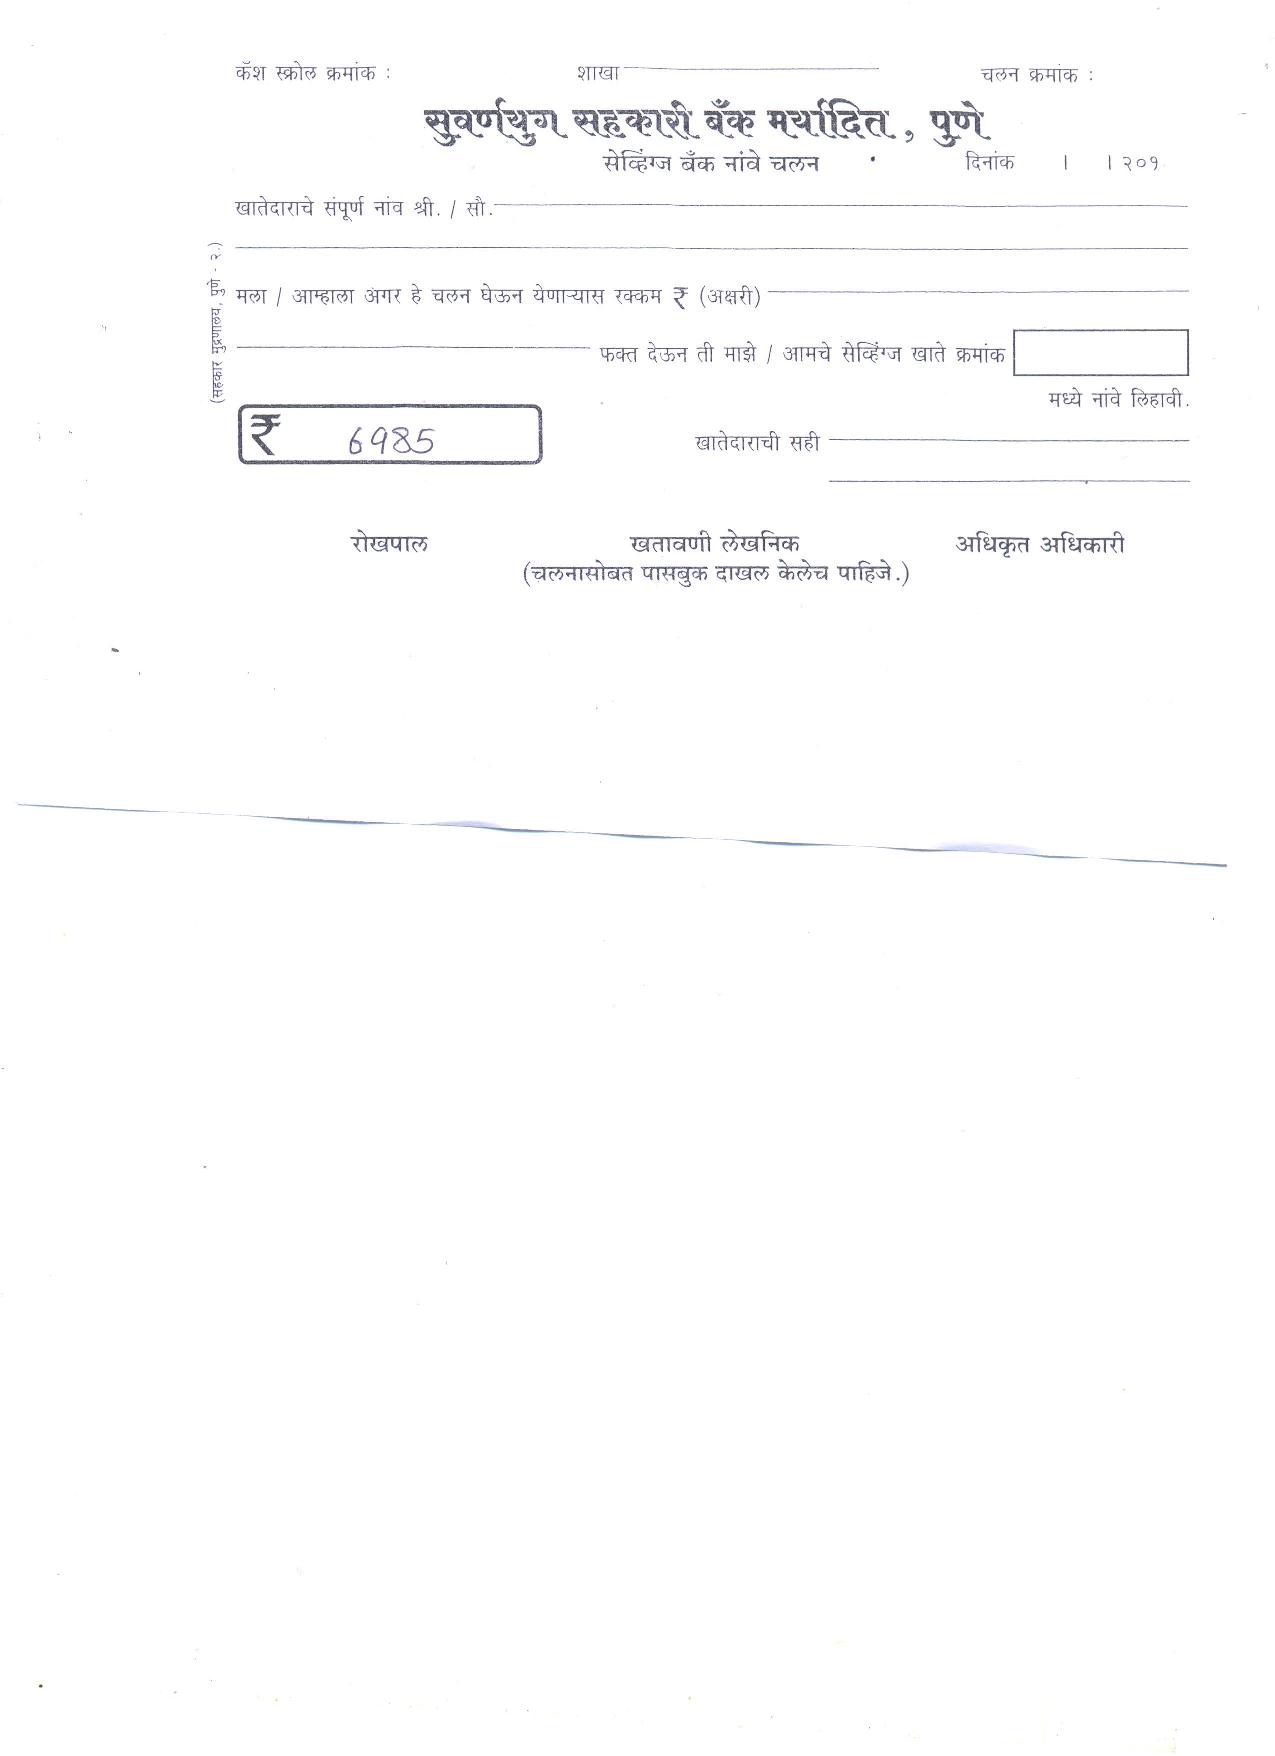 कॅश स्क्रोल क्रमांक : शाखा चलन क्रमांक :
सुवर्णयुग सहकारी बँक मर्यादित, पुणे
सेव्हिंग्ज बँक नांवे चलन दिनांक । । २०१
खातेदाराचे संपूर्ण नांव श्री. / सौ.
मला / आम्हाला अगर हे चलन घेऊन येणाऱ्यास रक्कम ₹ (अक्षरी)
फक्त देऊन ती माझे / आमचे सेव्हिंग्ज खाते क्रमांक
मध्ये नांवे लिहावी.
₹ 6985 खातेदाराची सही
रोखपाल खतावणी लेखनिक अधिकृत अधिकारी
(चलनासोबत पासबुक दाखल केलेच पाहिजे.)
(सहकार मुद्रणालय, पुणे - २.)